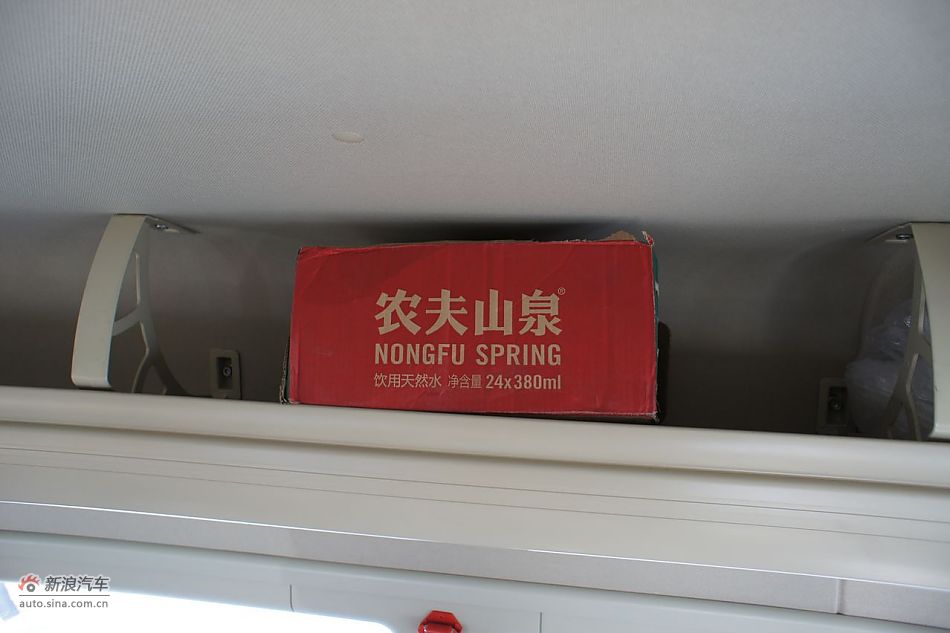 农夫山泉®
NONGFU SPRING
饮用天然水 净含量 24x380ml
新浪汽车
auto.sina.com.cn